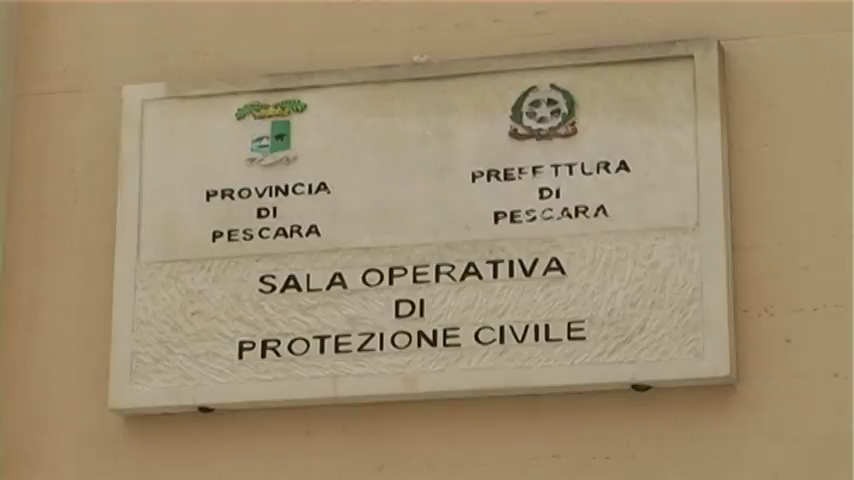 PROVINCIA
DI
PESCARA
PREFETTURA
DI
PESCARA
SALA OPERATIVA
DI
PROTEZIONE CIVILE